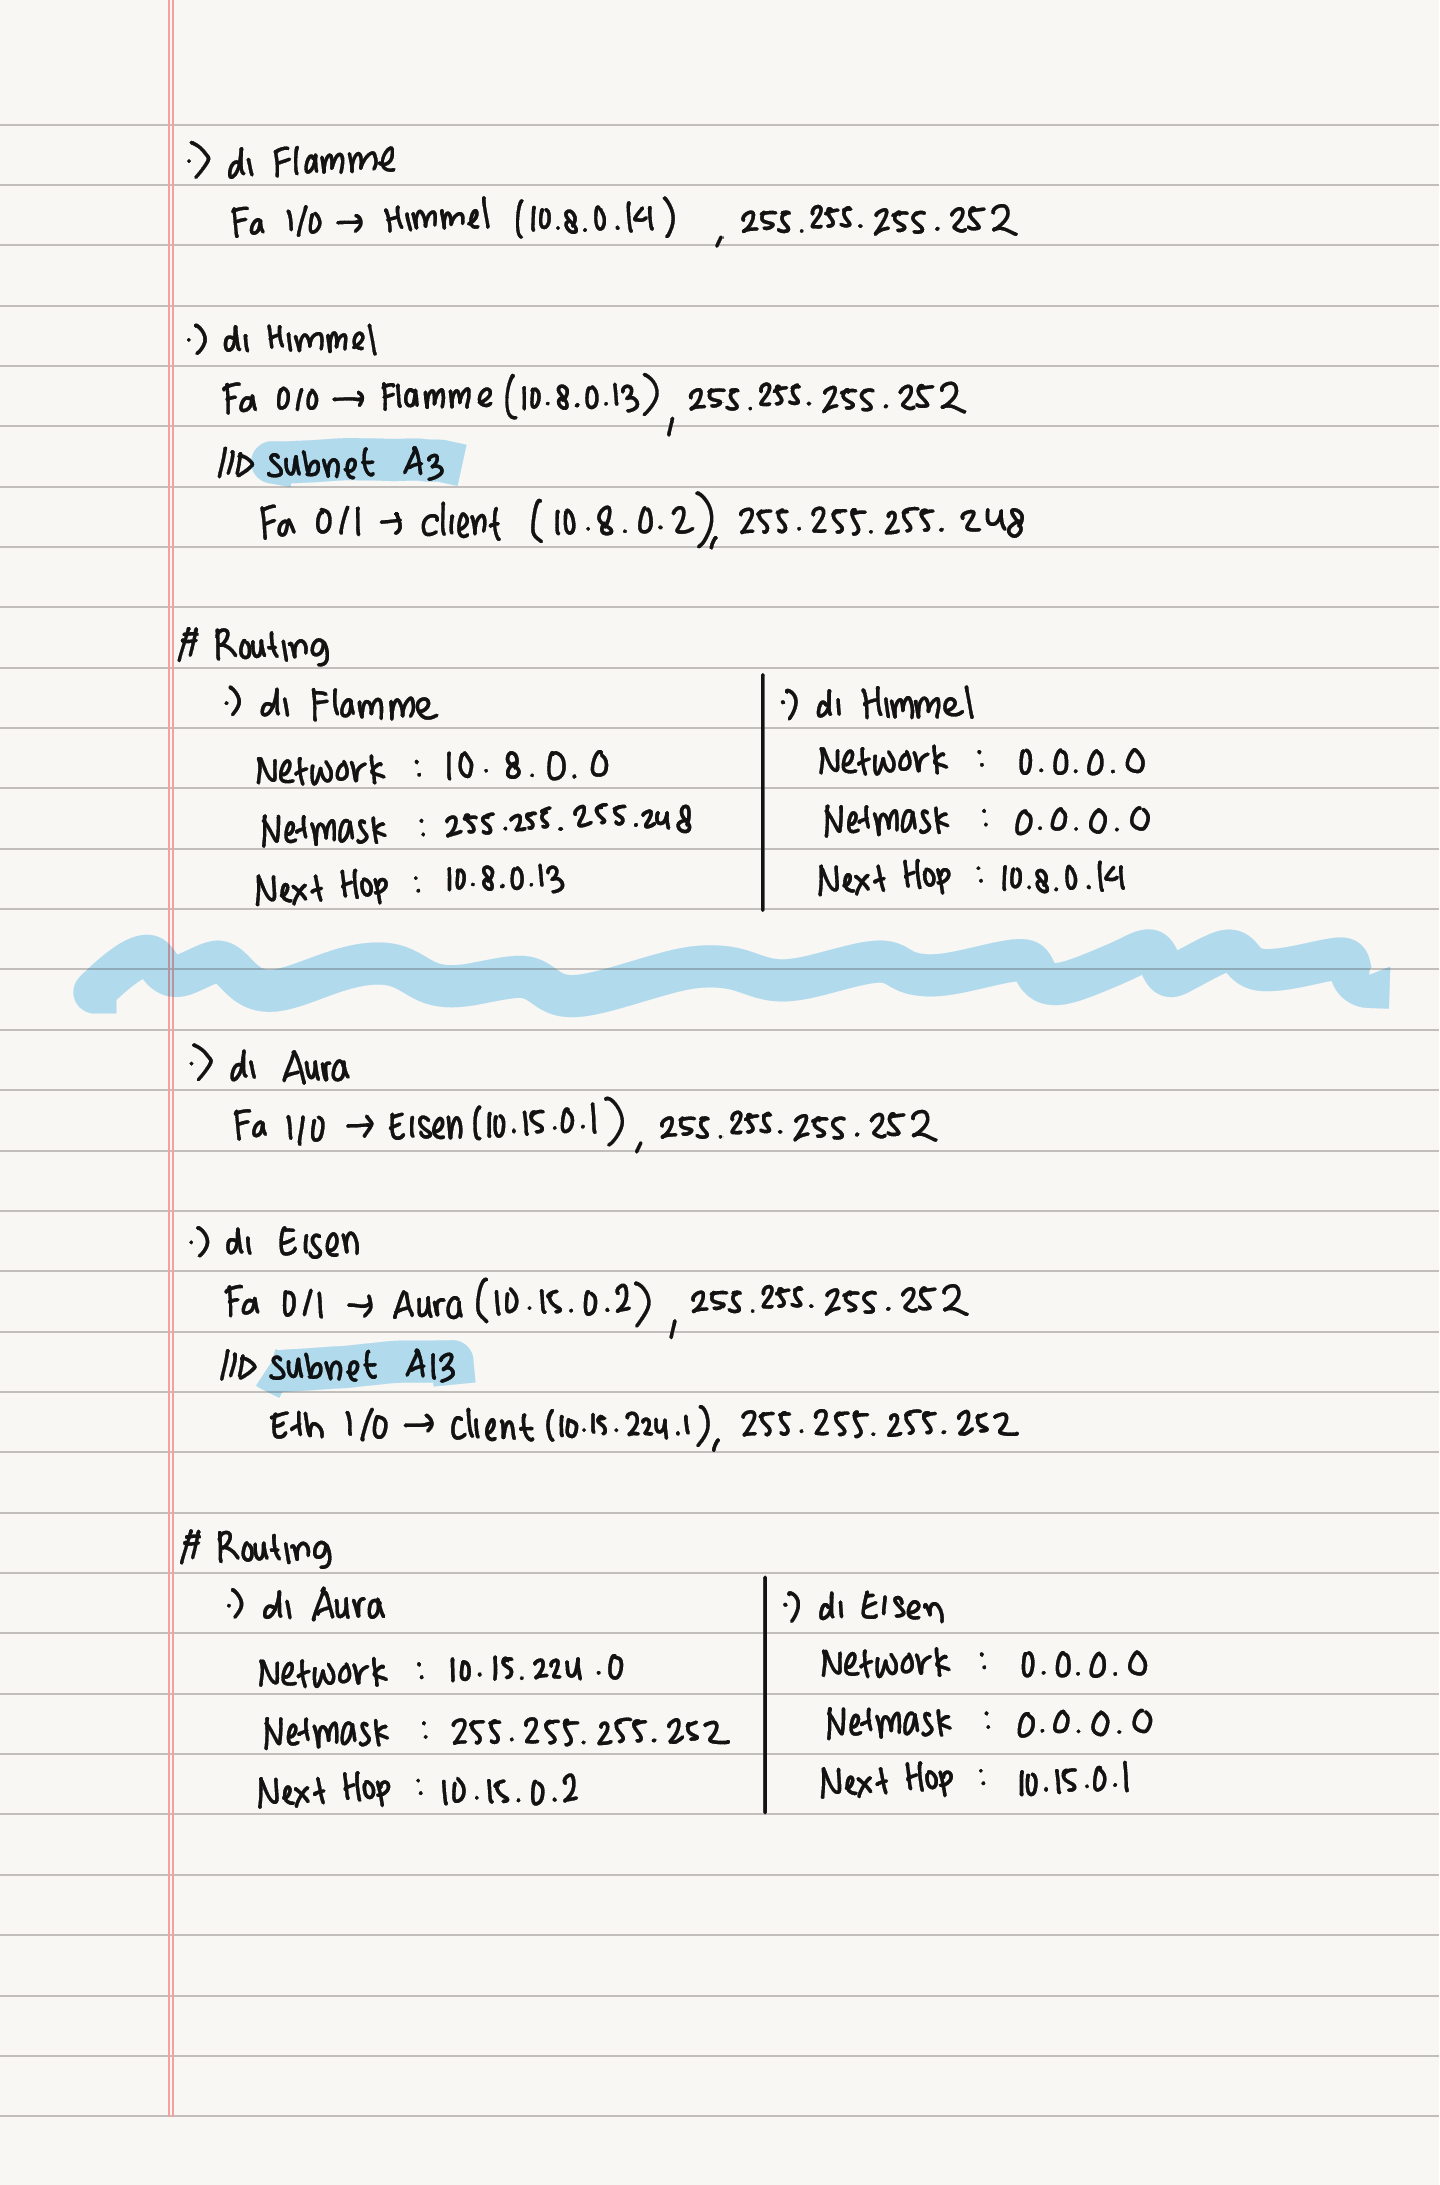 ·) di Flamme
Fa 1/0 → Himmel (10.8.0.14) , 255.255.255.252
·) di Himmel
Fa 0/0 → Flamme (10.8.0.13), 255.255.255.252
Subnet A3
Fa 0/1 → client (10.8.0.2), 255.255.255.248
# Routing
·) di Flamme
Network : 10.8.0.0
Netmask : 255.255.255.248
Next Hop : 10.8.0.13
·) di Himmel
Network : 0.0.0.0
Netmask : 0.0.0.0
Next Hop : 10.8.0.14
·) di Aura
Fa 1/0 → Eisen (10.15.0.1), 255.255.255.252
·) di Eisen
Fa 0/1 → Aura (10.15.0.2), 255.255.255.252
Subnet A13
Eth 1/0 → client (10.15.224.1), 255.255.255.252
# Routing
·) di Aura
Network : 10.15.224.0
Netmask : 255.255.255.252
Next Hop : 10.15.0.2
·) di Eisen
Network : 0.0.0.0
Netmask : 0.0.0.0
Next Hop : 10.15.0.1